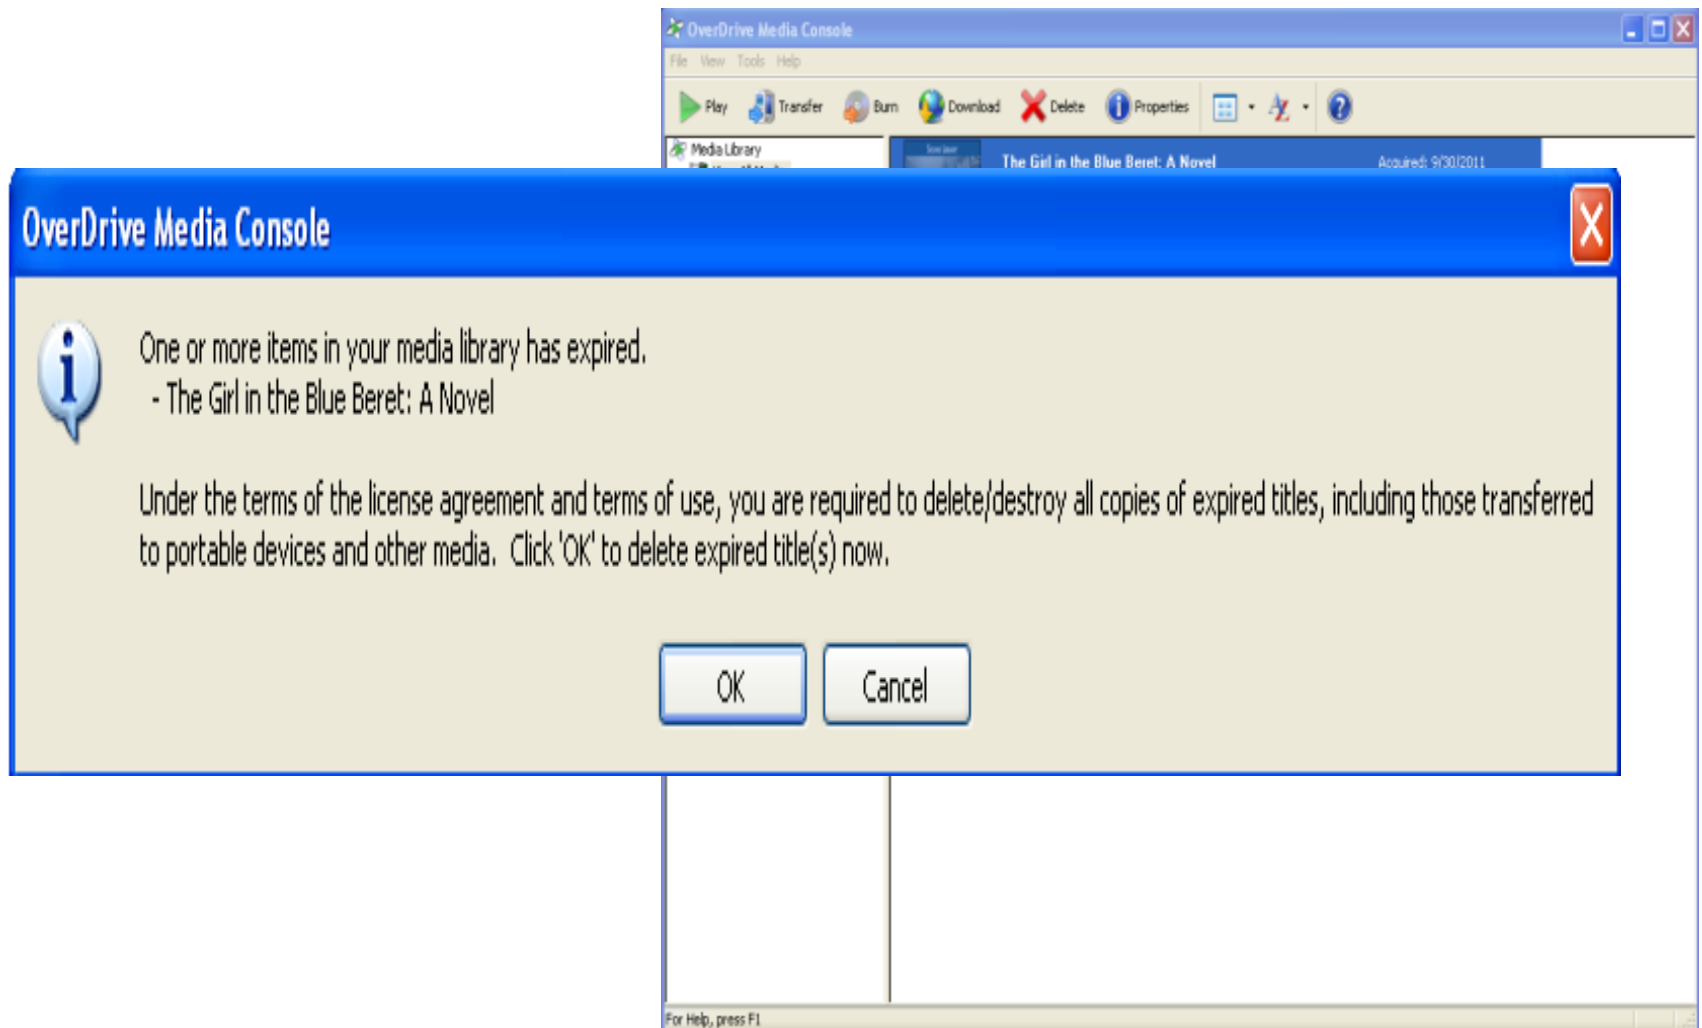 OverDrive Media Console
File View Tools Help
Play Transfer Burn Download Delete Properties
Media Library
The Girl in the Blue Beret: A Novel Acquired: 9/30/2011
OverDrive Media Console
One or more items in your media library has expired.
- The Girl in the Blue Beret: A Novel
Under the terms of the license agreement and terms of use, you are required to delete/destroy all copies of expired titles, including those transferred
to portable devices and other media. Click 'OK' to delete expired title(s) now.
OK Cancel
For Help, press F1